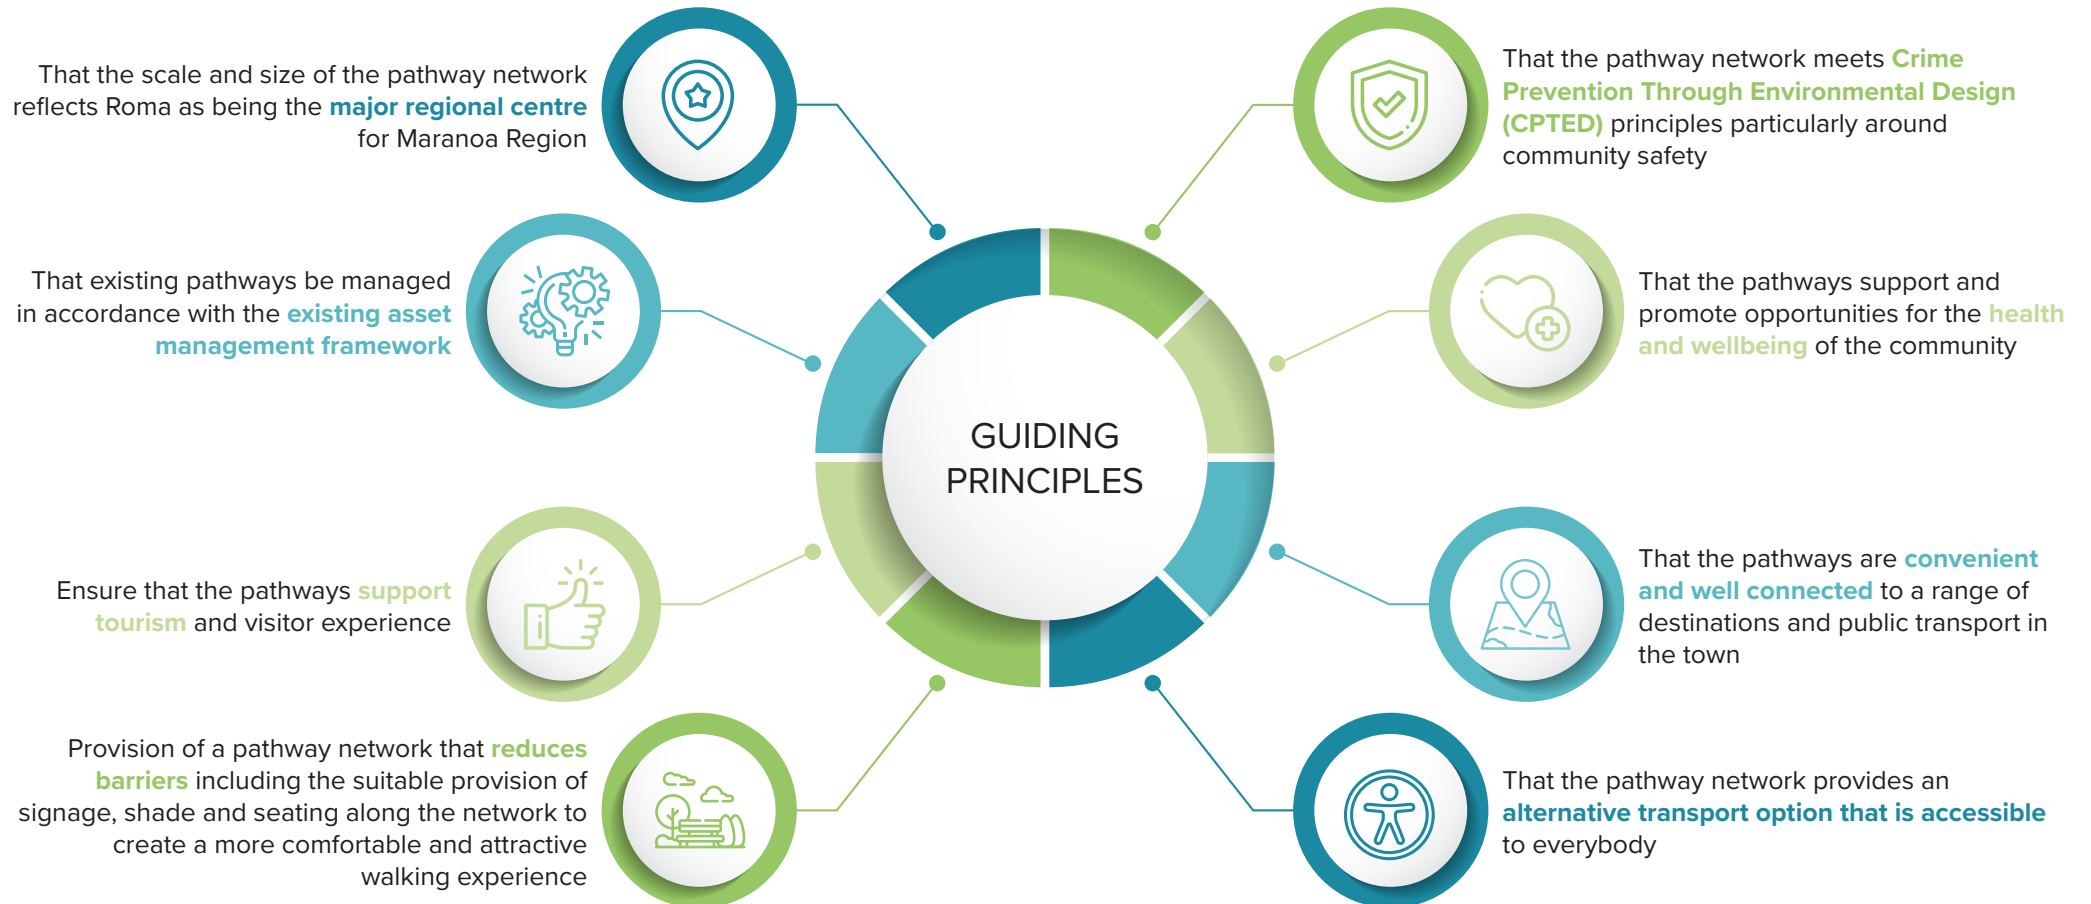 That the scale and size of the pathway network
reflects Roma as being the major regional centre
for Maranoa Region
That existing pathways be managed
in accordance with the existing asset
management framework
Ensure that the pathways support
tourism and visitor experience
Provision of a pathway network that reduces
barriers including the suitable provision of
signage, shade and seating along the network to
create a more comfortable and attractive
walking experience
GUIDING
PRINCIPLES
That the pathway network meets Crime
Prevention Through Environmental Design
(CPTED) principles particularly around
community safety
That the pathways support and
promote opportunities for the health
and wellbeing of the community
That the pathways are convenient
and well connected to a range of
destinations and public transport in
the town
That the pathway network provides an
alternative transport option that is accessible
to everybody